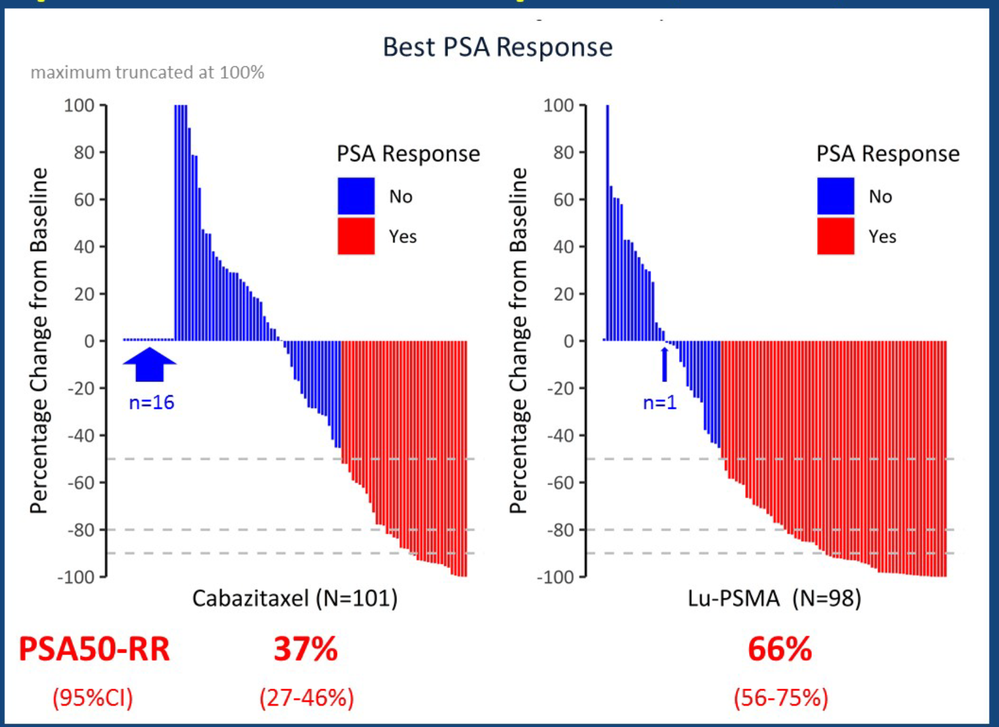 Best PSA Response
maximum truncated at 100%
Percentage Change from Baseline
100
80
60
40
20
0
-20
-40
-60
-80
-100
PSA Response
No
Yes
n=16
Cabazitaxel (N=101)
Percentage Change from Baseline
100
80
60
40
20
0
-20
-40
-60
-80
-100
PSA Response
No
Yes
n=1
Lu-PSMA (N=98)
PSA50-RR 37% 66%
(95%CI) (27-46%) (56-75%)